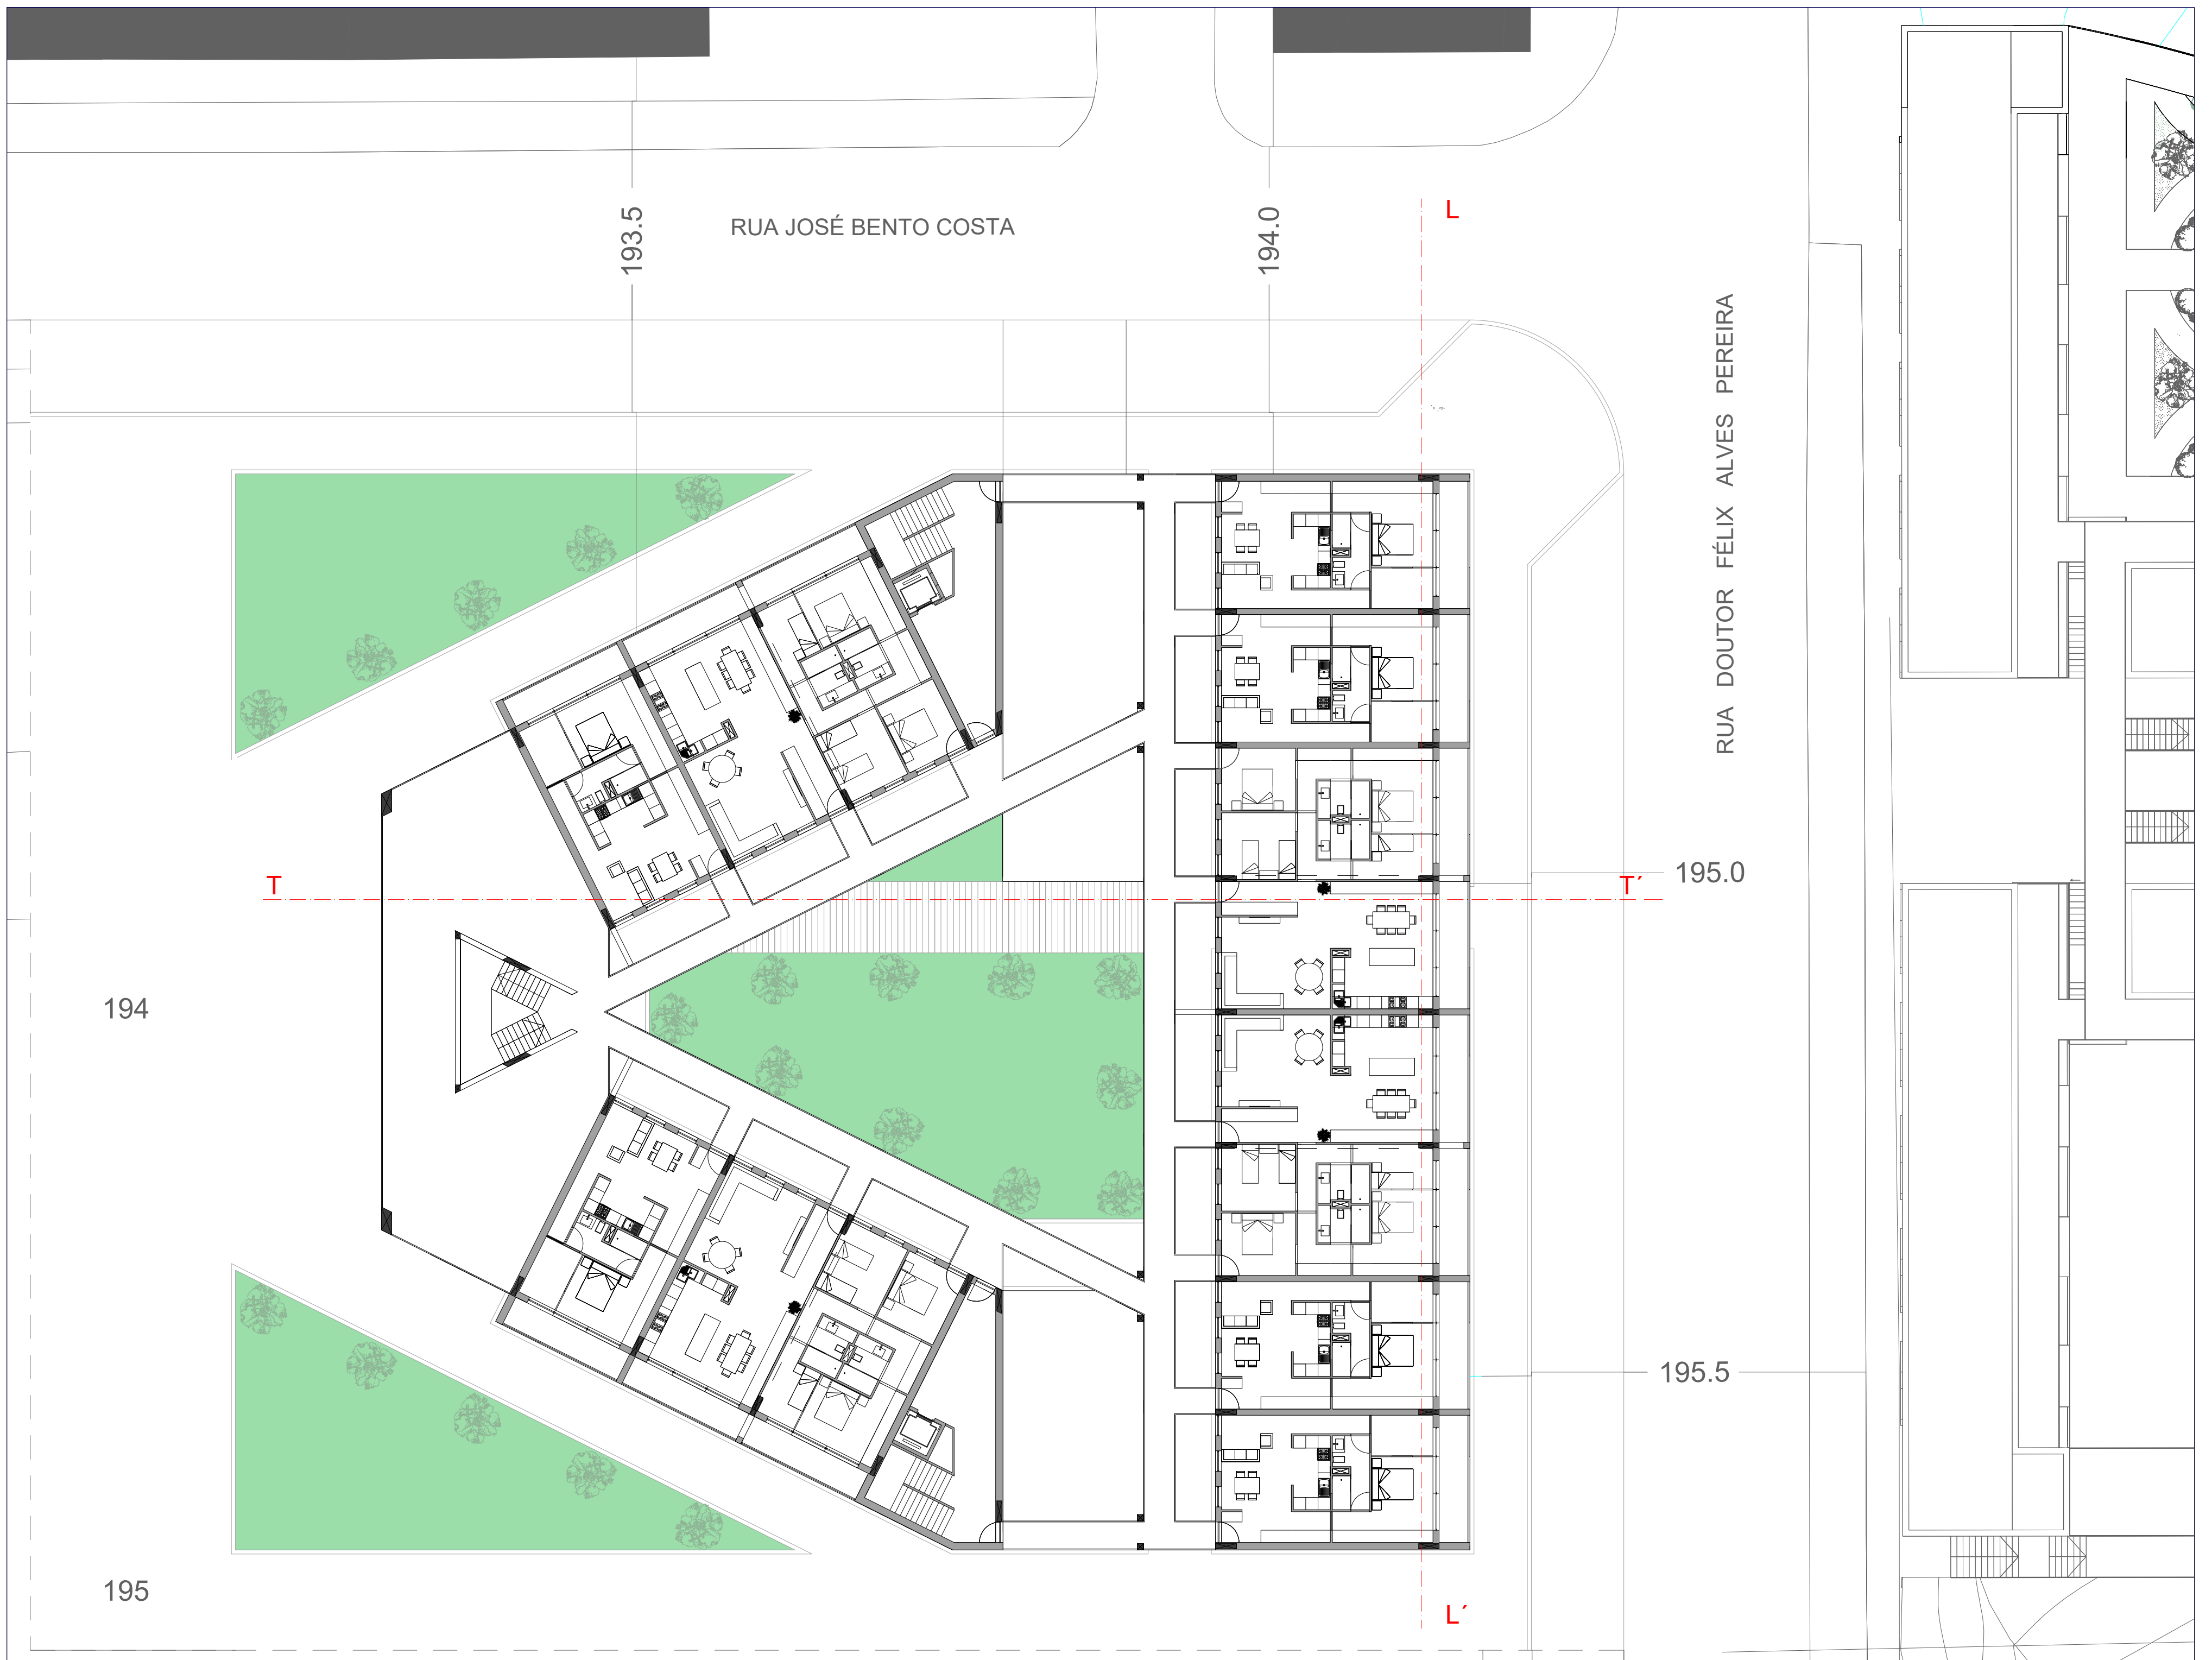 L
193.5
RUA JOSÉ BENTO COSTA
194.0
RUA DOUTOR FÉLIX ALVES PEREIRA
T
T´
195.0
194
195.5
195
L´